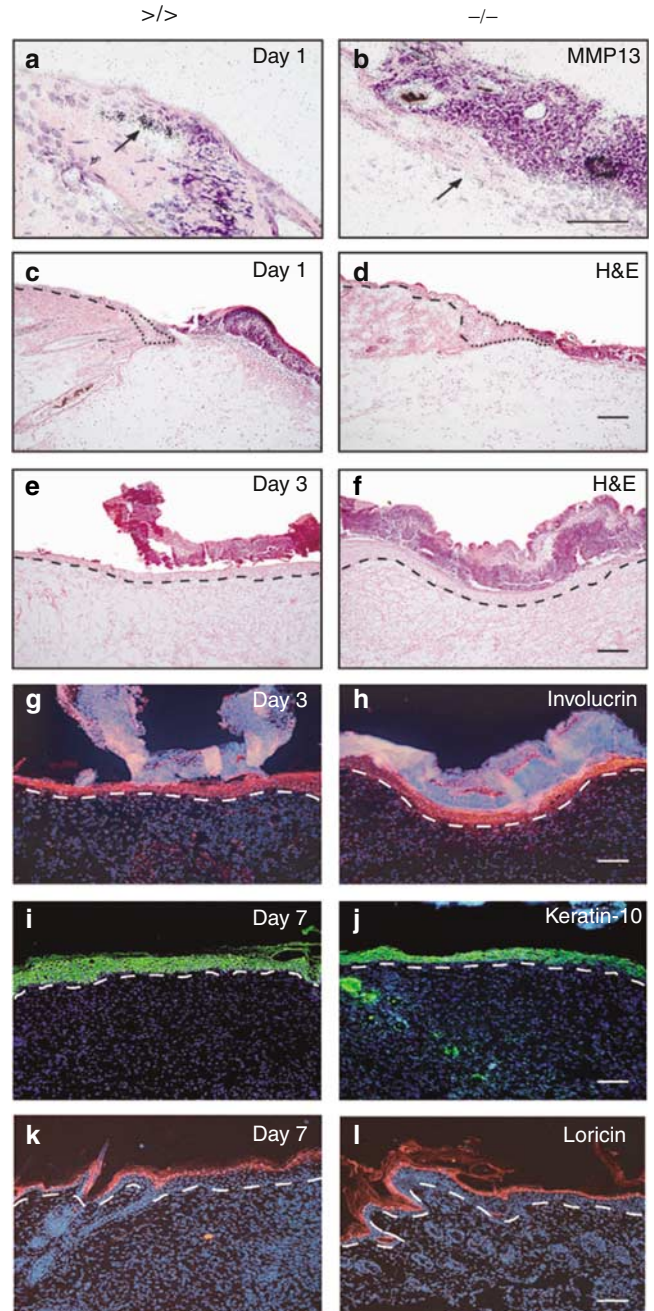 >/> –/–
a Day 1 b MMP13
c Day 1 d H&E
e Day 3 f H&E
g Day 3 h Involucrin
i Day 7 j Keratin-10
k Day 7 l Loricin